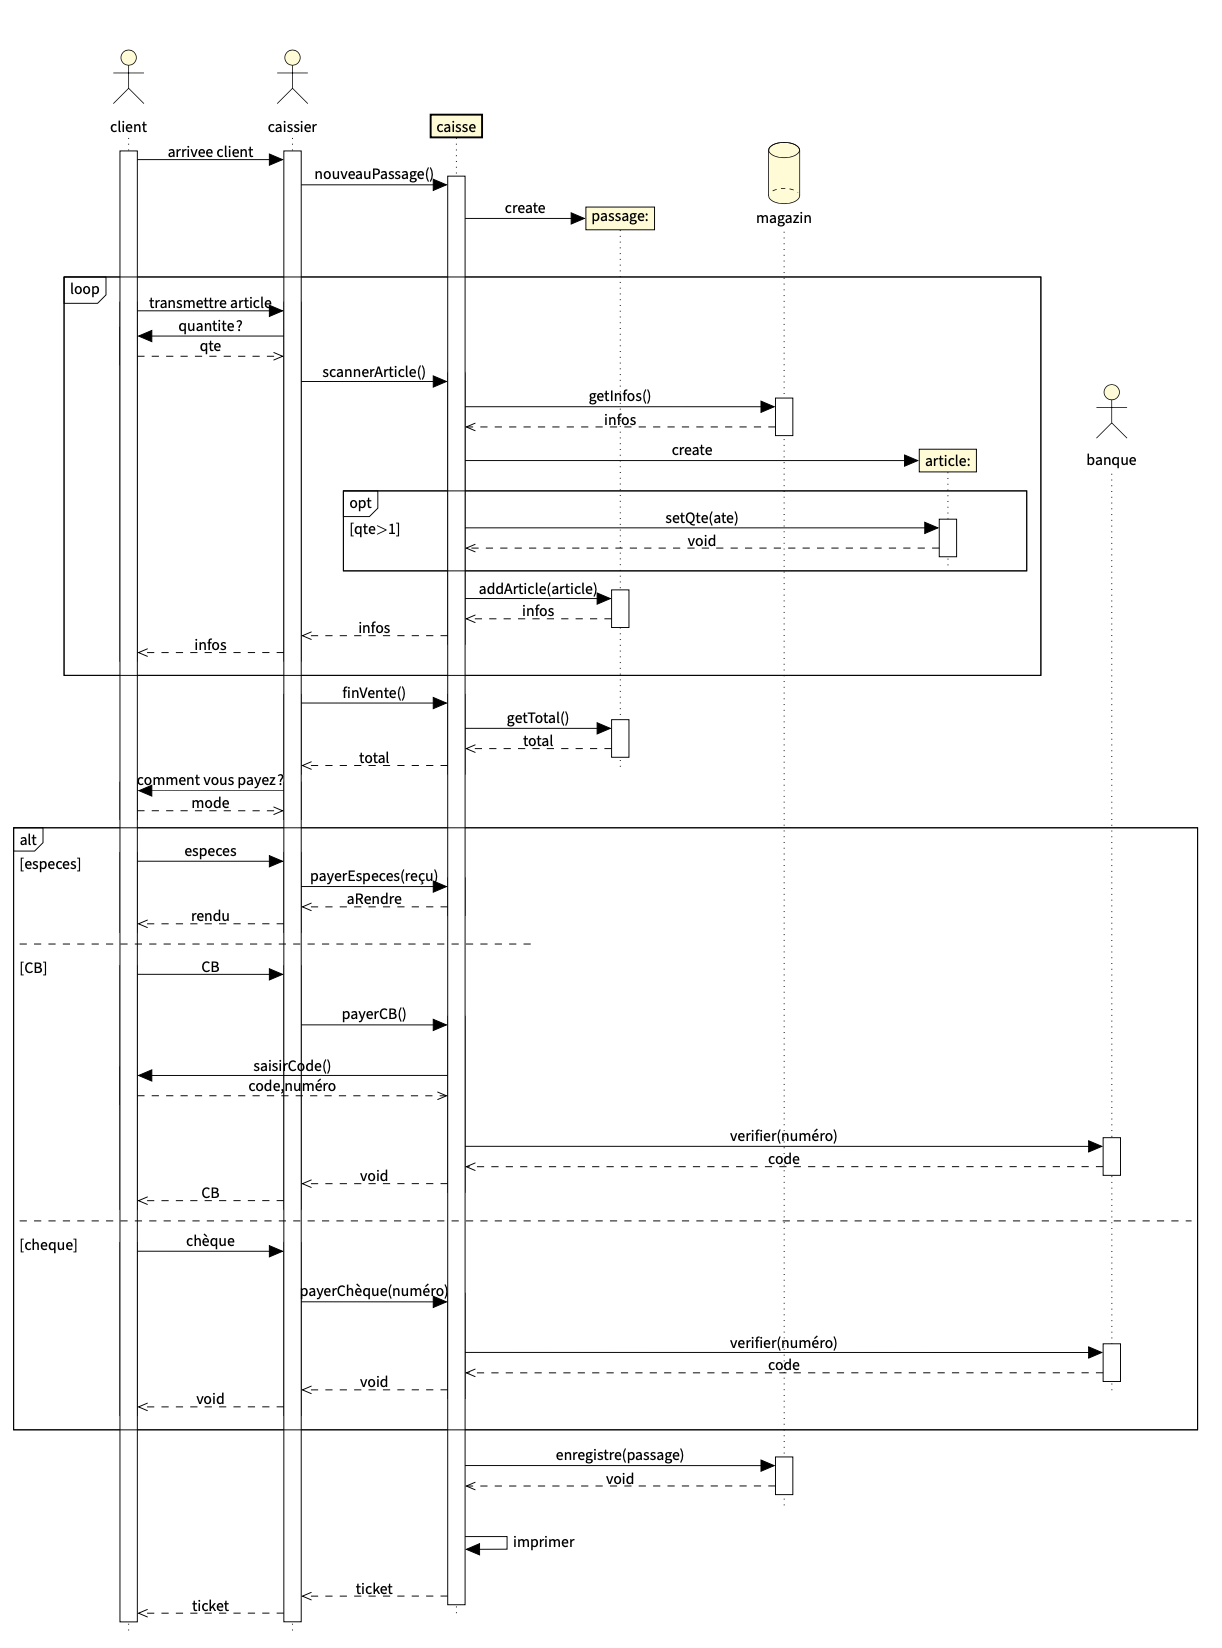 client
caissier
caisse
arrivee client
nouveauPassage()
create
passage:
magazin
loop
transmettre article
quantite?
qte
scannerArticle()
getInfos()
infos
create
article:
banque
opt
[qte>1]
setQte(ate)
void
addArticle(article)
infos
infos
infos
finVente()
getTotal()
total
total
comment vous payez?
mode
alt
[especes]
especes
payerEspeces(reçu)
aRendre
rendu
[CB]
CB
payerCB()
saisirCode()
code,numéro
verifier(numéro)
code
void
CB
[cheque]
chèque
payerChèque(numéro)
verifier(numéro)
code
void
void
enregistre(passage)
void
imprimer
ticket
ticket